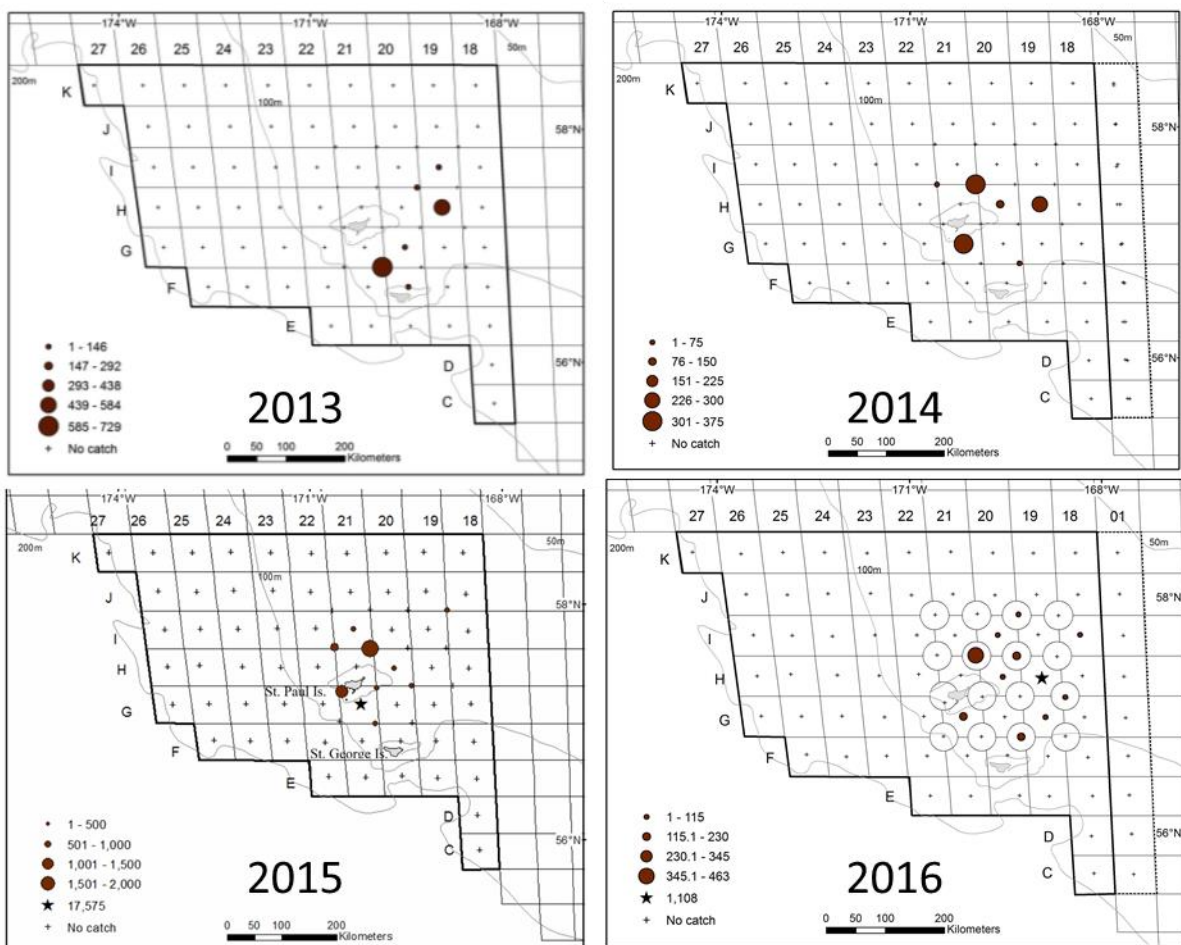 174°W 171°W 168°W
27 26 25 24 23 22 21 20 19 18 50m
200m
K
100m
J 58°N
I
H
G
F
E
D 56°N
C
1 - 146
147 - 292
293 - 438
439 - 584
585 - 729
+ No catch
2013
0 50 100 200
Kilometers
174°W 171°W 168°W
27 26 25 24 23 22 21 20 19 18 50m
200m
K
100m
J 58°N
I
H
G
F
E
D 56°N
C
1 - 75
76 - 150
151 - 225
226 - 300
301 - 375
+ No catch
2014
0 50 100 200
Kilometers
174°W 171°W 168°W
27 26 25 24 23 22 21 20 19 18
200m 50m
K
100m
J 58°N
I
H
St. Paul Is.
G
St. George Is.
F
E
D
C 56°N
1 - 500
501 - 1,000
1,001 - 1,500
1,501 - 2,000
★ 17,575
+ No catch
2015
0 50 100 200
Kilometers
174°W 171°W 168°W
27 26 25 24 23 22 21 20 19 18 01
200m 50m
K
100m
J 58°N
I
H
G
F
E
D 56°N
C
1 - 115
115.1 - 230
230.1 - 345
345.1 - 463
★ 1,108
+ No catch
2016
0 50 100 200
Kilometers